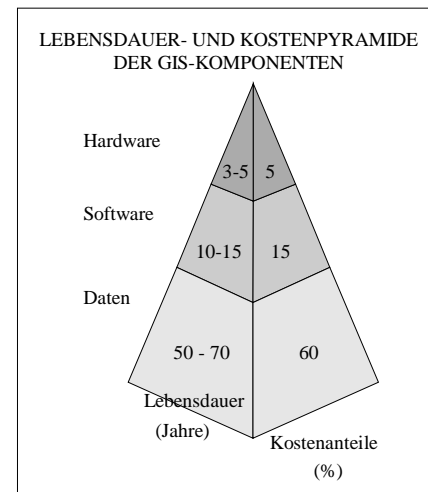 LEBENSDAUER- UND KOSTENPYRAMIDE
DER GIS-KOMPONENTEN
Hardware
3-5 5
Software
10-15 15
Daten
50 - 70 60
Lebensdauer
(Jahre)
Kostenanteile
(%)